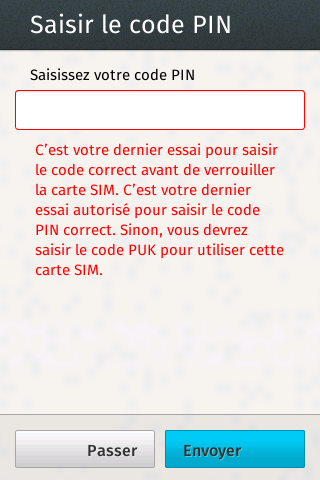 Saisir le code PIN
Saisissez votre code PIN
C'est votre dernier essai pour saisir
le code correct avant de verrouiller
la carte SIM. C'est votre dernier
essai autorisé pour saisir le code
PIN correct. Sinon, vous devrez
saisir le code PUK pour utiliser cette
carte SIM.
Passer
Envoyer